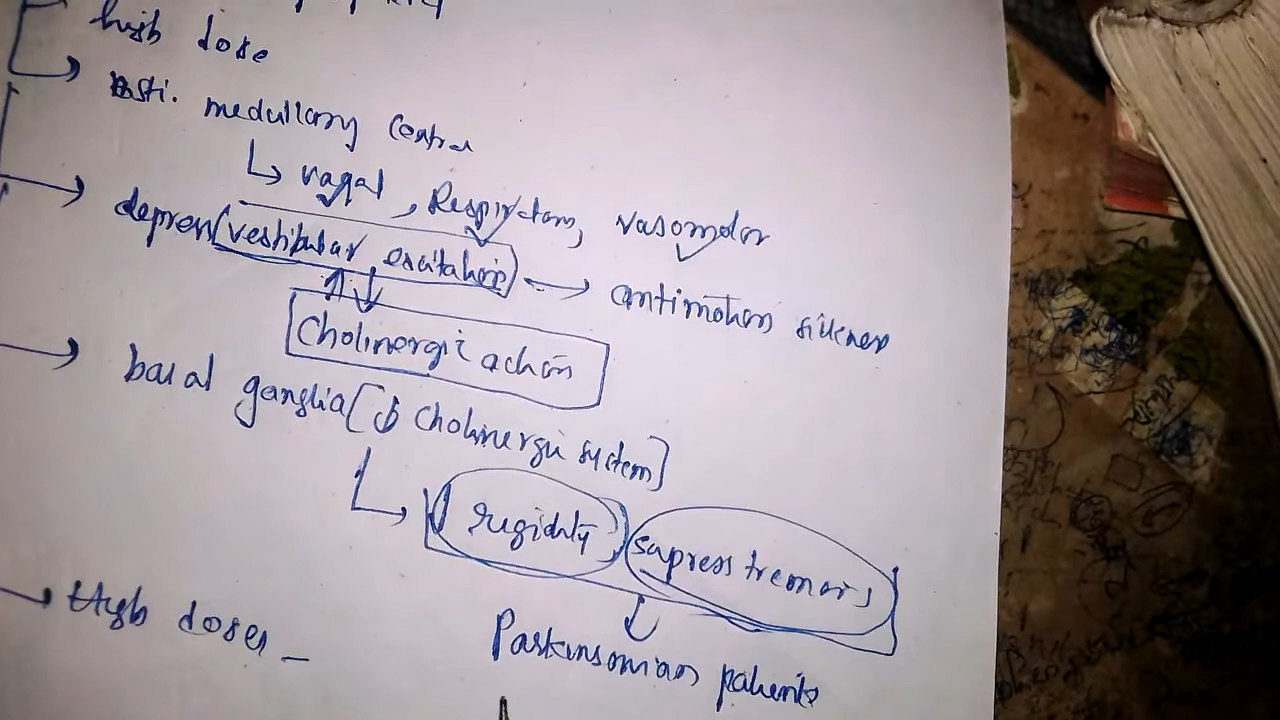 high dose
→ sti. medullary centre
↳ vagal, Respiratory, vasomotor
→ depress (vestibular excitation) → antimotion sickness
Cholinergic action
→ basal ganglia [↓ Cholinergic system]
↳ rigidity, supress tremors
Parkinsonian patients
→ High doses -